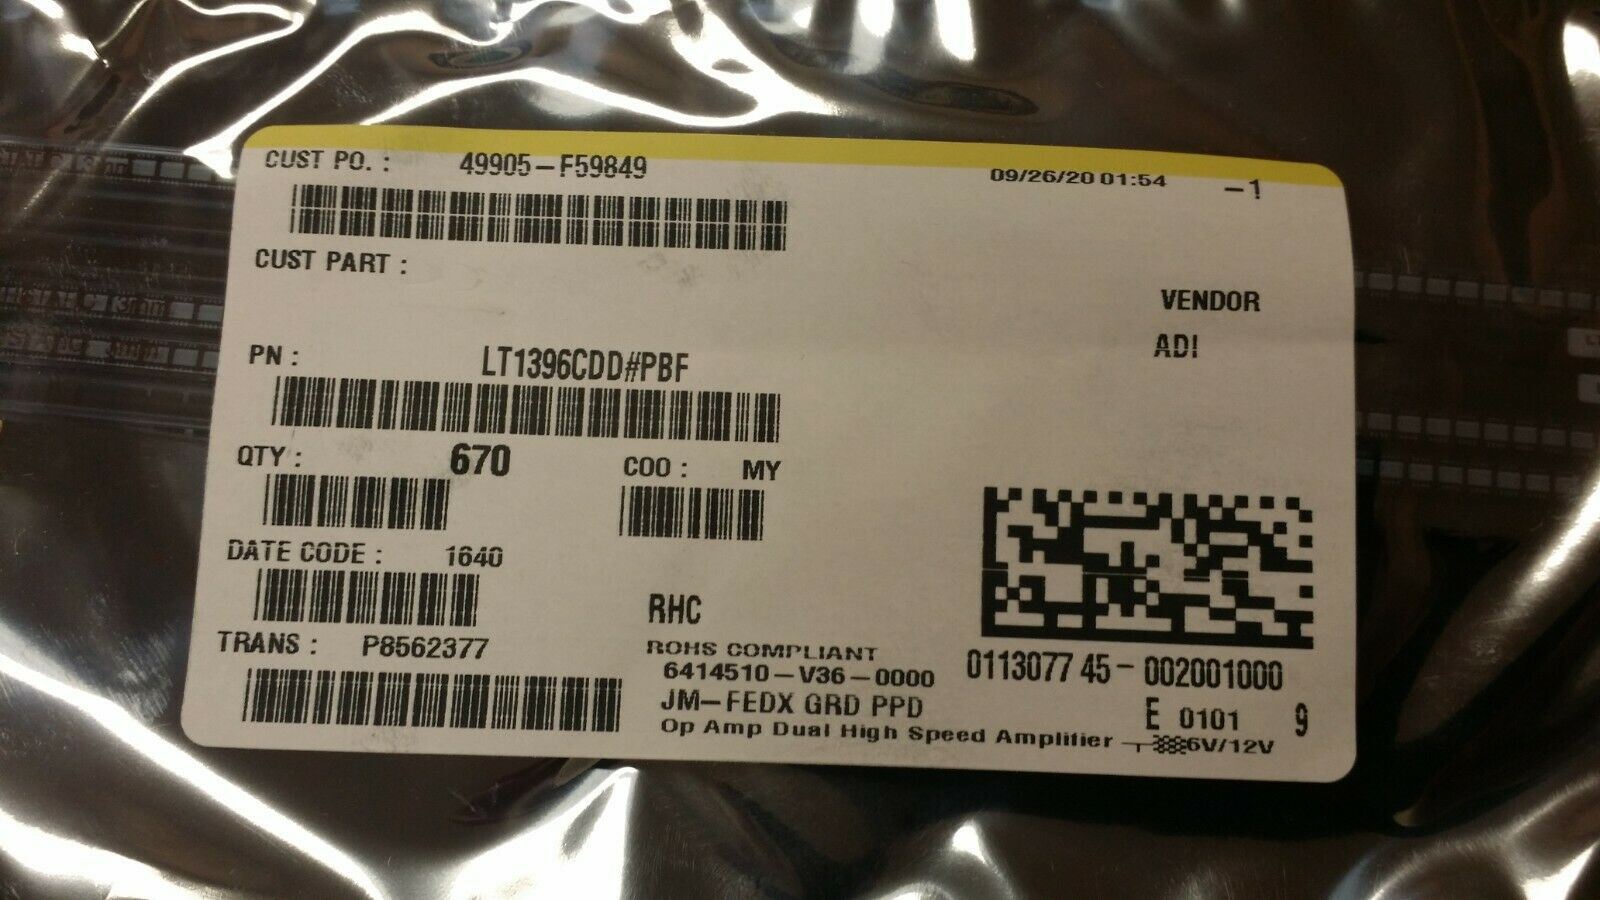 CUST PO. : 49905-F59849 09/26/20 01:54 -1
CUST PART :
VENDOR
ADI
PN : LT1396CDD#PBF
QTY : 670 COO : MY
DATE CODE : 1640
RHC
TRANS : P8562377
ROHS COMPLIANT
6414510-V36-0000 011307745-002001000
JM-FEDX GRD PPD E 0101 9
Op Amp Dual High Speed Amplifier 6V/12V